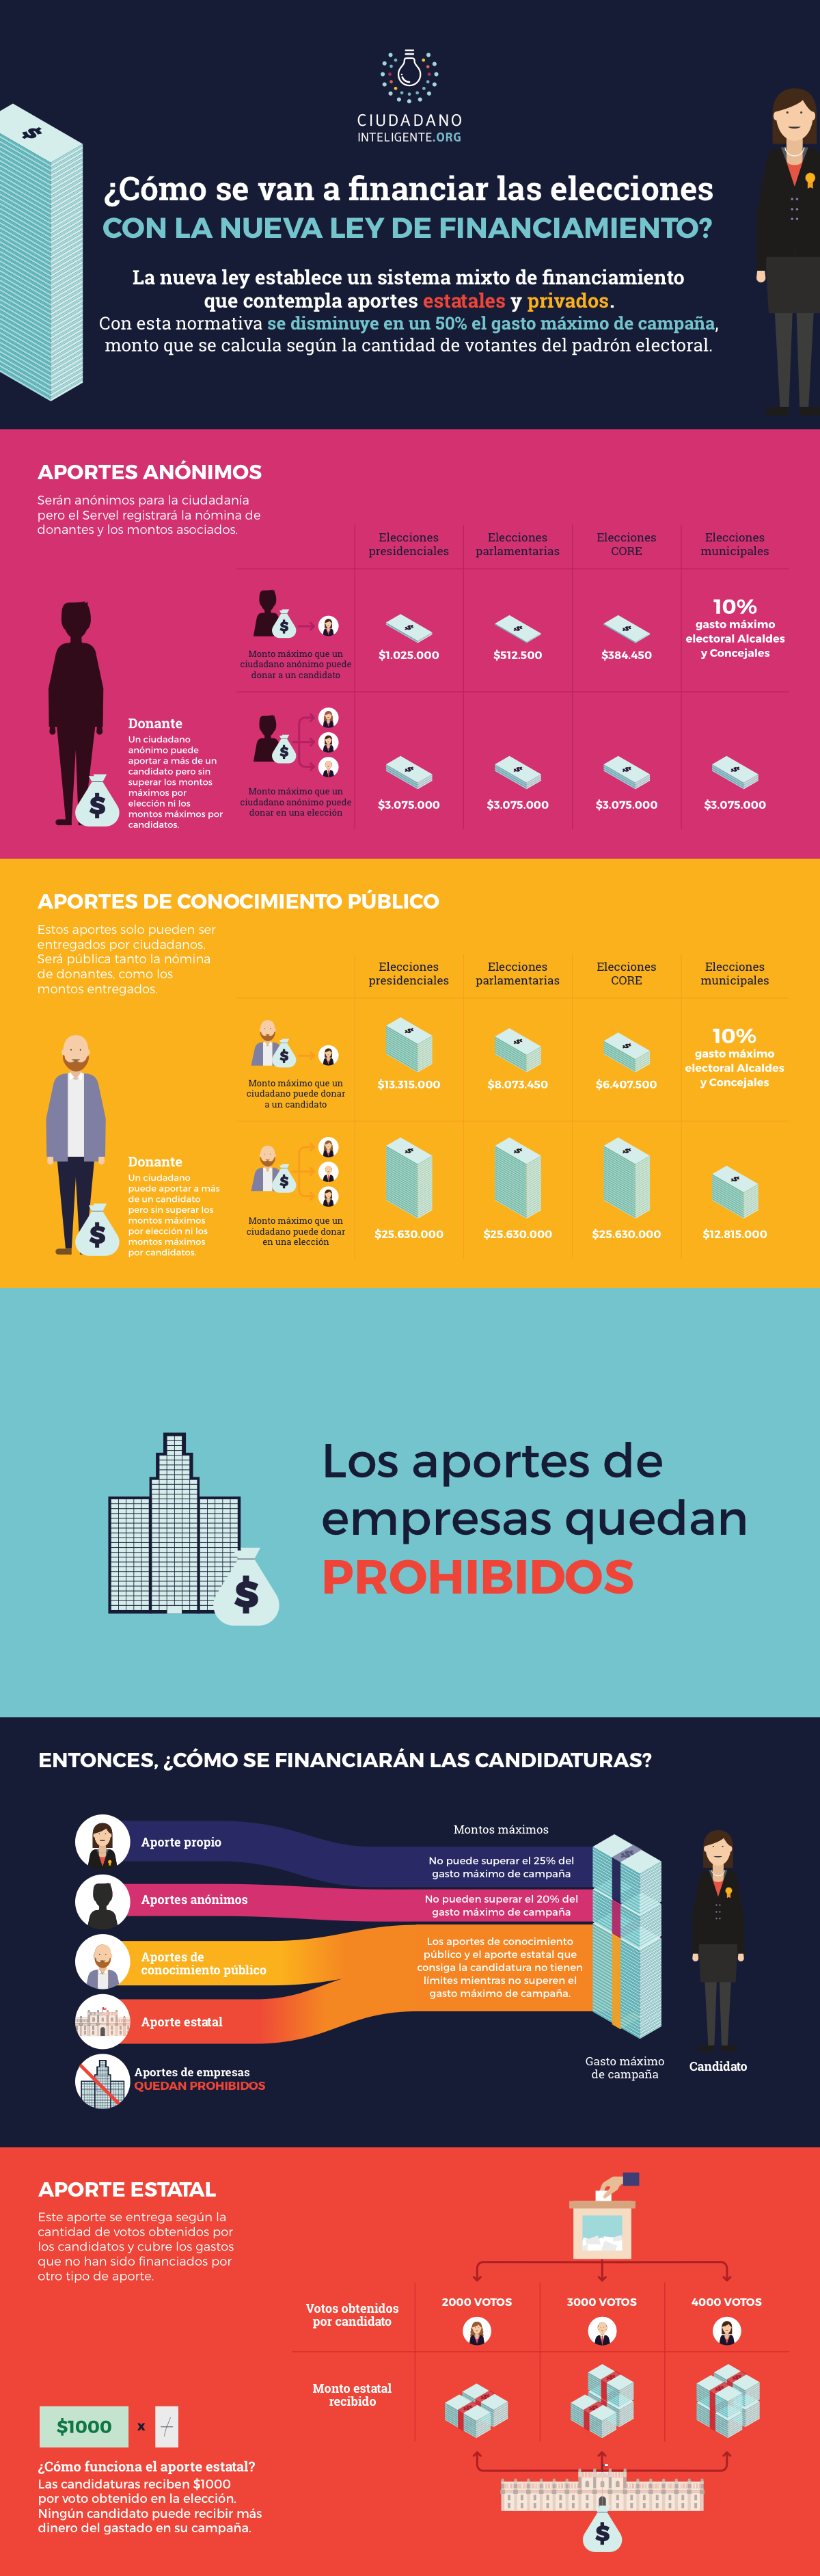 CIUDADANO
INTELIGENTE.ORG
¿Cómo se van a financiar las elecciones
CON LA NUEVA LEY DE FINANCIAMIENTO?
La nueva ley establece un sistema mixto de financiamiento
que contempla aportes estatales y privados.
Con esta normativa se disminuye en un 50% el gasto máximo de campaña,
monto que se calcula según la cantidad de votantes del padrón electoral.
APORTES ANÓNIMOS
Serán anónimos para la ciudadanía
pero el Servel registrará la nómina de
donantes y los montos asociados.
Elecciones
presidenciales
Elecciones
parlamentarias
Elecciones
CORE
Elecciones
municipales
Monto máximo que un
ciudadano anónimo puede
donar a un candidato
$1.025.000
$512.500
$384.450
10%
gasto máximo
electoral Alcaldes
y Concejales
Donante
Un ciudadano
anónimo puede
aportar a más de un
candidato pero sin
superar los montos
máximos por
elección ni los
montos máximos por
candidatos.
Monto máximo que un
ciudadano anónimo puede
donar en una elección
$3.075.000
$3.075.000
$3.075.000
$3.075.000
APORTES DE CONOCIMIENTO PÚBLICO
Estos aportes solo pueden ser
entregados por ciudadanos.
Será pública tanto la nómina
de donantes, como los
montos entregados.
Elecciones
presidenciales
Elecciones
parlamentarias
Elecciones
CORE
Elecciones
municipales
Monto máximo que un
ciudadano puede donar
a un candidato
$13.315.000
$8.073.450
$6.407.500
10%
gasto máximo
electoral Alcaldes
y Concejales
Donante
Un ciudadano
puede aportar a más
de un candidato
pero sin superar los
montos máximos
por elección ni los
montos máximos
por candidatos.
Monto máximo que un
ciudadano puede donar
en una elección
$25.630.000
$25.630.000
$25.630.000
$12.815.000
Los aportes de
empresas quedan
PROHIBIDOS
ENTONCES, ¿CÓMO SE FINANCIARÁN LAS CANDIDATURAS?
Montos máximos
Aporte propio
No puede superar el 25% del
gasto máximo de campaña
Aportes anónimos
No pueden superar el 20% del
gasto máximo de campaña
Aportes de
conocimiento público
Los aportes de conocimiento
público y el aporte estatal que
consiga la candidatura no tienen
límites mientras no superen el
gasto máximo de campaña.
Aporte estatal
Aportes de empresas
QUEDAN PROHIBIDOS
Gasto máximo
de campaña
Candidato
APORTE ESTATAL
Este aporte se entrega según la
cantidad de votos obtenidos por
los candidatos y cubre los gastos
que no han sido financiados por
otro tipo de aporte.
Votos obtenidos
por candidato
2000 VOTOS
3000 VOTOS
4000 VOTOS
Monto estatal
recibido
$1000 x
¿Cómo funciona el aporte estatal?
Las candidaturas reciben $1000
por voto obtenido en la elección.
Ningún candidato puede recibir más
dinero del gastado en su campaña.